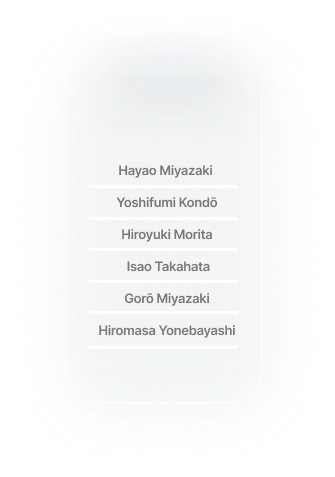 Hayao Miyazaki
Yoshifumi Kondō
Hiroyuki Morita
Isao Takahata
Gorō Miyazaki
Hiromasa Yonebayashi